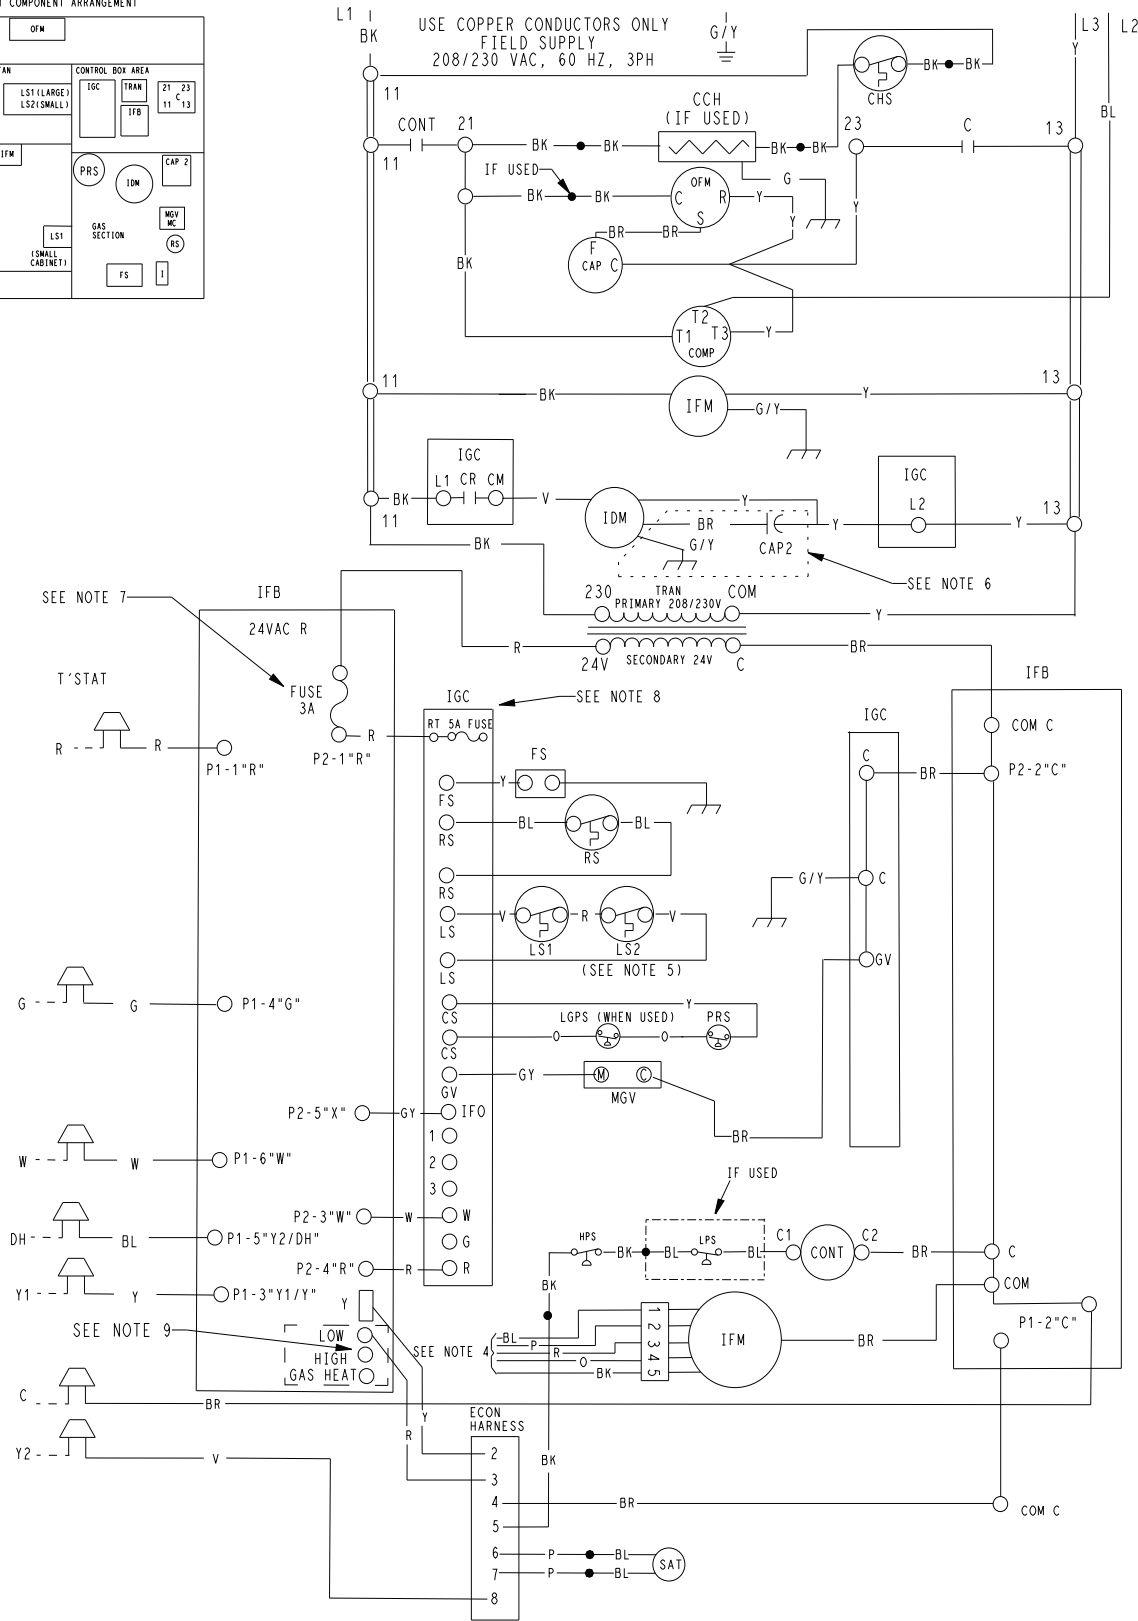 COMPONENT ARRANGEMENT
OFM
LS1(LARGE)
LS2(SMALL)
IFM
LS1
(SMALL
CABINET)
CONTROL BOX AREA
IGC
TRAN
IFB
21 23
C
11 13
PRS
IDM
CAP 2
MGV
MC
GAS
SECTION
RS
FS
I
L1
BK
USE COPPER CONDUCTORS ONLY
FIELD SUPPLY
208/230 VAC, 60 HZ, 3PH
G/Y
L3
L2
Y
BL
11
BK
BK
CHS
11
CONT
21
BK
BK
CCH
(IF USED)
BK
BK
23
C
13
IF USED
BK
BK
C
OFM
R
S
Y
Y
G
Y
BR
BR
F
CAP
C
BK
T2
T1
T3
COMP
Y
11
BK
IFM
G/Y
Y
13
11
BK
IGC
L1 CR CM
V
IDM
Y
BR
G/Y
CAP2
Y
IGC
L2
Y
13
SEE NOTE 6
BK
230
TRAN
PRIMARY 208/230V
COM
Y
24V
SECONDARY 24V
C
R
BR
SEE NOTE 7
IFB
24VAC R
FUSE
3A
P2-1"R"
R
T'STAT
R
R
P1-1"R"
IGC
SEE NOTE 8
RT 5A FUSE
FS
Y
FS
RS
BL
BL
RS
RS
LS
V
LS1
R
LS2
V
(SEE NOTE 5)
LS
CS
Y
LGPS (WHEN USED)
PRS
O
O
CS
GV
GY
M
C
MGV
BR
IGC
C
BR
G/Y
C
GV
IFB
COM C
P2-2"C"
G
G
P1-4"G"
P2-5"X"
GY
IFO
1
2
3
W
W
P1-6"W"
P2-3"W"
W
W
G
DH
BL
P1-5"Y2/DH"
P2-4"R"
R
R
Y1
Y
P1-3"Y1/Y"
Y
SEE NOTE 9
LOW
HIGH
GAS HEAT
IF USED
HPS
BK
LPS
BL
BL
C1
CONT
C2
BR
C
COM
P1-2"C"
BK
SEE NOTE 4
BL
P
R
O
BK
1
2
3
4
5
IFM
BR
C
BR
Y
R
Y2
V
ECON
HARNESS
BK
2
3
4
BR
COM C
5
6
P
BL
SAT
7
P
BL
8